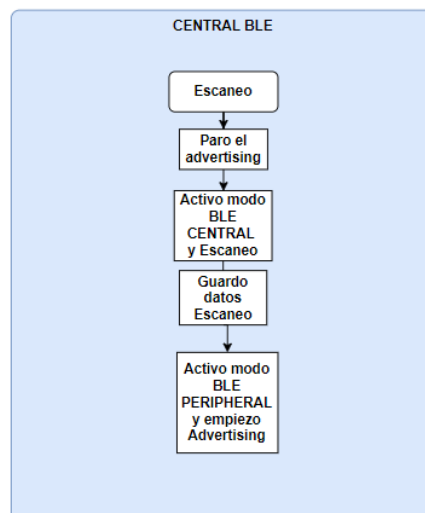 CENTRAL BLE
Escaneo
Paro el
advertising
Activo modo
BLE
CENTRAL
y Escaneo
Guardo
datos
Escaneo
Activo modo
BLE
PERIPHERAL
y empiezo
Advertising